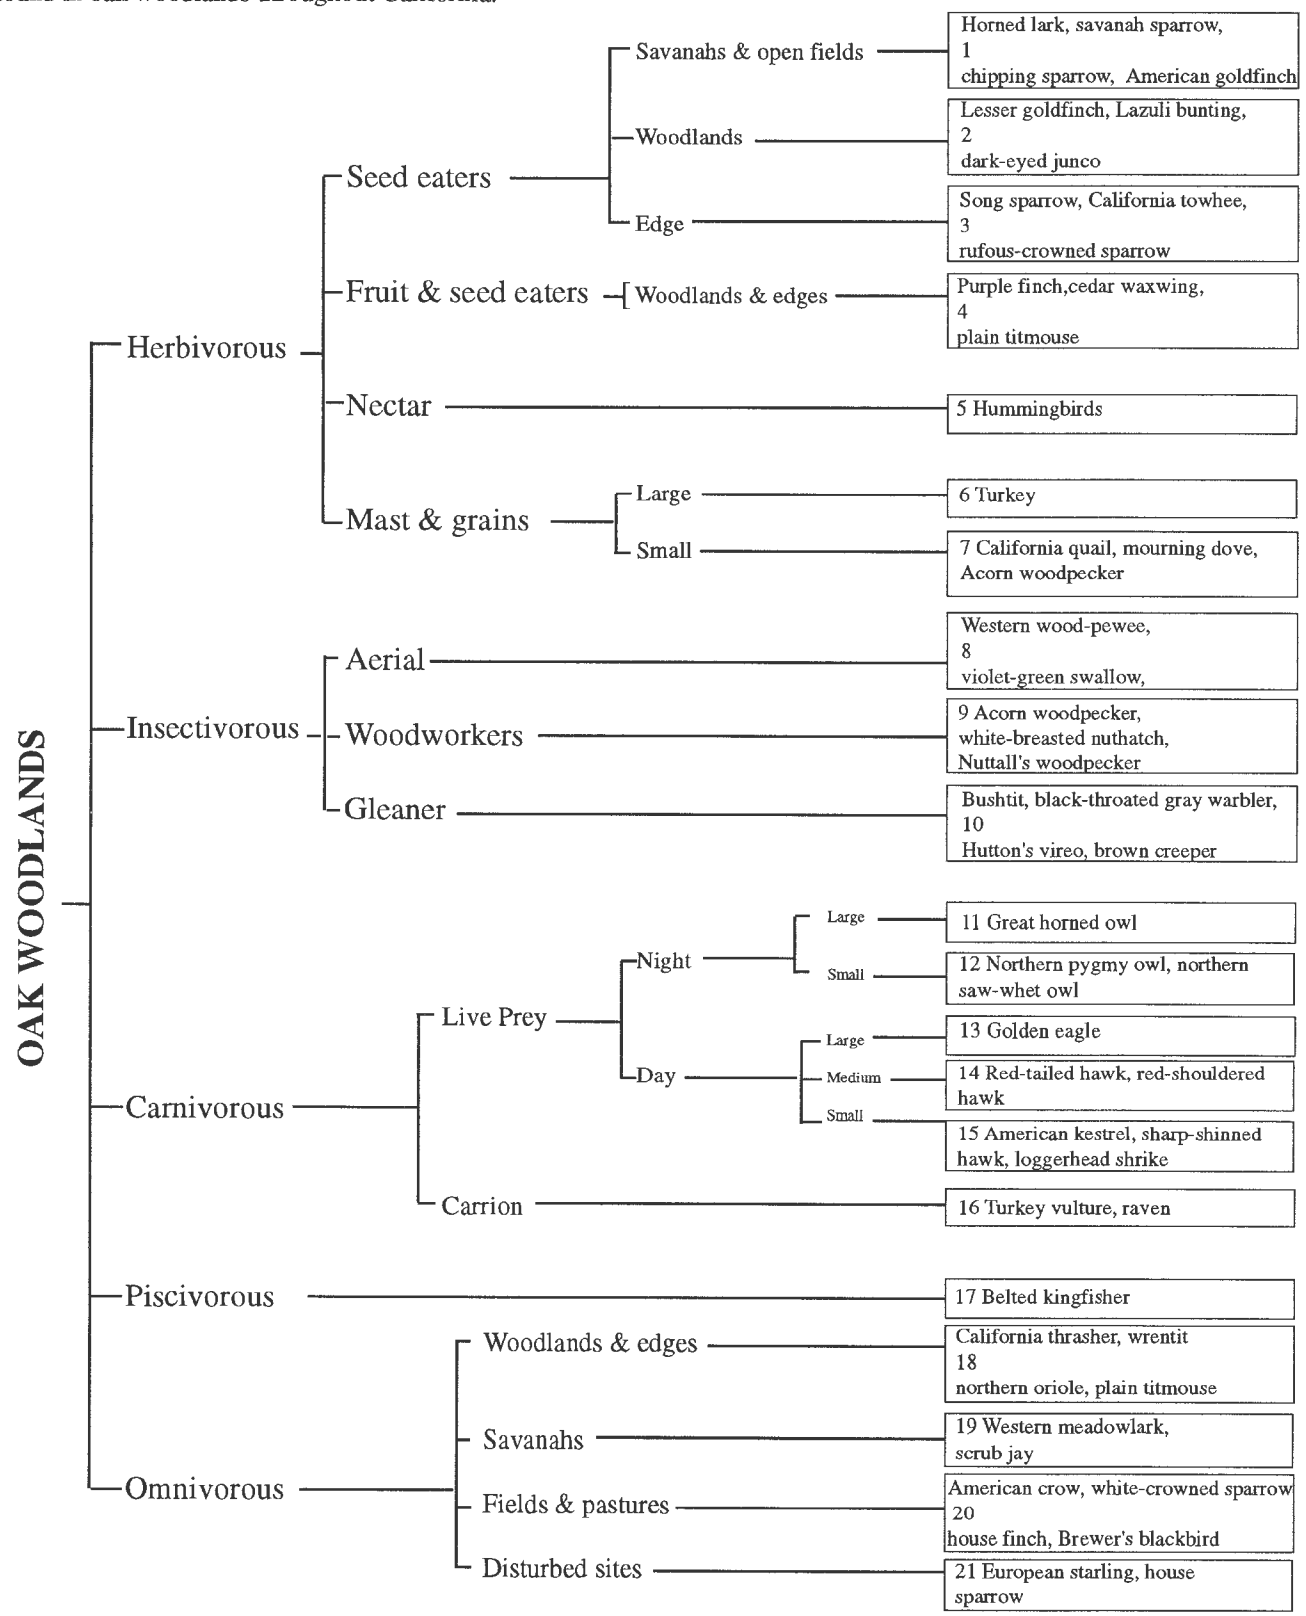 Savanahs & open fields
Horned lark, savanah sparrow,
1
chipping sparrow, American goldfinch
Woodlands
Lesser goldfinch, Lazuli bunting,
2
dark-eyed junco
Seed eaters
Edge
Song sparrow, California towhee,
3
rufous-crowned sparrow
Fruit & seed eaters
Woodlands & edges
Purple finch,cedar waxwing,
4
plain titmouse
Herbivorous
Nectar
5 Hummingbirds
Mast & grains
Large
6 Turkey
Small
7 California quail, mourning dove,
Acorn woodpecker
Aerial
Western wood-pewee,
8
violet-green swallow,
Insectivorous
Woodworkers
9 Acorn woodpecker,
white-breasted nuthatch,
Nuttall's woodpecker
Gleaner
Bushtit, black-throated gray warbler,
10
Hutton's vireo, brown creeper
OAK WOODLANDS
Night
Large
11 Great horned owl
Small
12 Northern pygmy owl, northern
saw-whet owl
Live Prey
Day
Large
13 Golden eagle
Medium
14 Red-tailed hawk, red-shouldered
hawk
Small
15 American kestrel, sharp-shinned
hawk, loggerhead shrike
Carnivorous
Carrion
16 Turkey vulture, raven
Piscivorous
17 Belted kingfisher
Woodlands & edges
California thrasher, wrentit
18
northern oriole, plain titmouse
Savanahs
19 Western meadowlark,
scrub jay
Omnivorous
Fields & pastures
American crow, white-crowned sparrow
20
house finch, Brewer's blackbird
Disturbed sites
21 European starling, house
sparrow